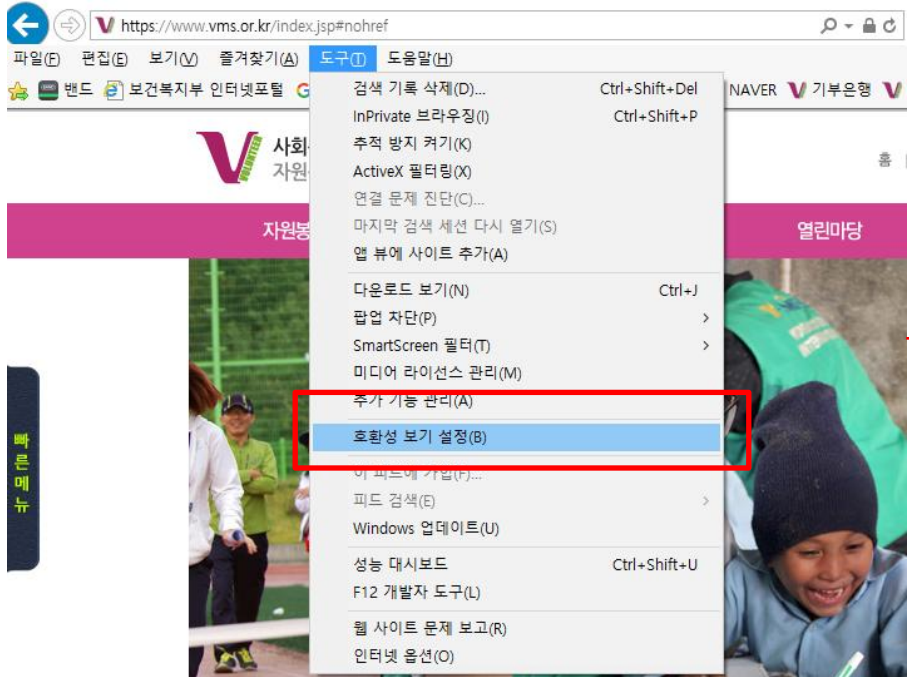 https://www.vms.or.kr/index.jsp#nohref
파일(F) 편집(E) 보기(V) 즐겨찾기(A) 도구(T) 도움말(H)
밴드 보건복지부 인터넷포털 G NAVER 기부은행
VOLUNTEER
사회
자원
홈
자원봉
열린마당
검색 기록 삭제(D)... Ctrl+Shift+Del
InPrivate 브라우징(I) Ctrl+Shift+P
추적 방지 켜기(K)
ActiveX 필터링(X)
연결 문제 진단(C)...
마지막 검색 세션 다시 열기(S)
앱 뷰에 사이트 추가(A)
다운로드 보기(N) Ctrl+J
팝업 차단(P)
SmartScreen 필터(T)
미디어 라이선스 관리(M)
추가 기능 관리(A)
호환성 보기 설정(B)
이 피드에 가입(F)...
피드 검색(E)
Windows 업데이트(U)
성능 대시보드 Ctrl+Shift+U
F12 개발자 도구(L)
웹 사이트 문제 보고(R)
인터넷 옵션(O)
빠른메뉴